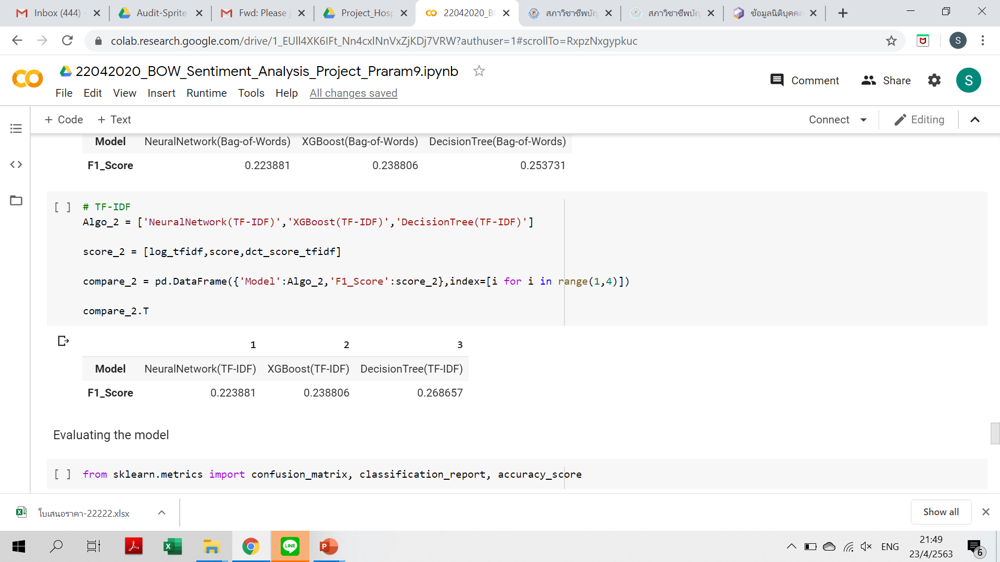 Inbox (444) -
Audit-Sprite
Fwd: Please
Project_Hosp
22042020_BO
สภาวิชาชีพบัญ
สภาวิชาชีพบัญ
ข้อมูลนิติบุคคล
colab.research.google.com/drive/1_EUll4XK6IFt_Nn4cxlNnVxZjKDj7VRW?authuser=1#scrollTo=RxpzNxgypkuc
S
22042020_BOW_Sentiment_Analysis_Project_Praram9.ipynb
Comment
Share
S
File Edit View Insert Runtime Tools Help All changes saved
+ Code + Text
Connect
Editing
Model NeuralNetwork(Bag-of-Words) XGBoost(Bag-of-Words) DecisionTree(Bag-of-Words)
F1_Score 0.223881 0.238806 0.253731
[ ] # TF-IDF
Algo_2 = ['NeuralNetwork(TF-IDF)','XGBoost(TF-IDF)','DecisionTree(TF-IDF)']
score_2 = [log_tfidf,score,dct_score_tfidf]
compare_2 = pd.DataFrame({'Model':Algo_2,'F1_Score':score_2},index=[i for i in range(1,4)])
compare_2.T
1 2 3
Model NeuralNetwork(TF-IDF) XGBoost(TF-IDF) DecisionTree(TF-IDF)
F1_Score 0.223881 0.238806 0.268657
Evaluating the model
[ ] from sklearn.metrics import confusion_matrix, classification_report, accuracy_score
ใบเสนอราคา-22222.xlsx
Show all
LINE
ENG
21:49
23/4/2563
6